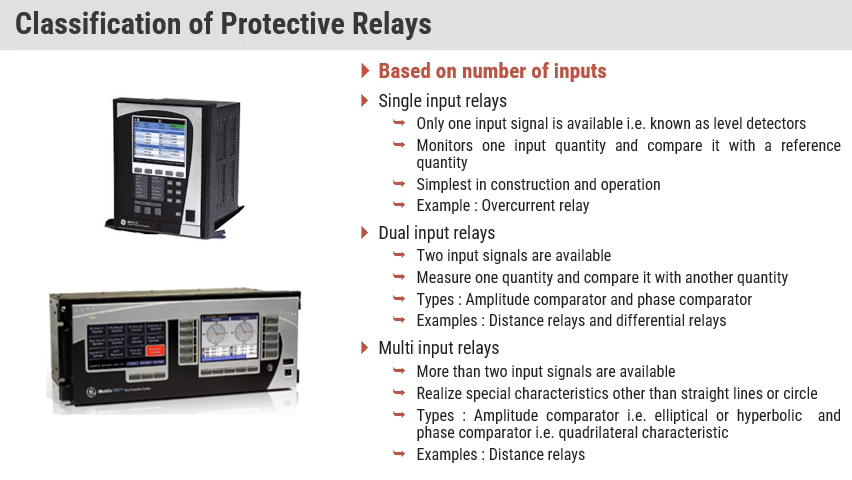 Classification of Protective Relays
Based on number of inputs
Single input relays
Only one input signal is available i.e. known as level detectors
Monitors one input quantity and compare it with a reference
quantity
Simplest in construction and operation
Example : Overcurrent relay
Dual input relays
Two input signals are available
Measure one quantity and compare it with another quantity
Types : Amplitude comparator and phase comparator
Examples : Distance relays and differential relays
Multi input relays
More than two input signals are available
Realize special characteristics other than straight lines or circle
Types : Amplitude comparator i.e. elliptical or hyperbolic and
phase comparator i.e. quadrilateral characteristic
Examples : Distance relays